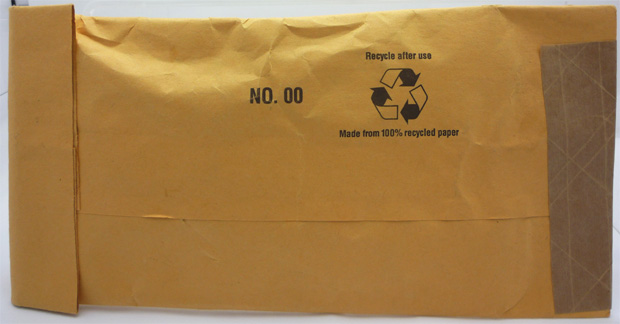 Recycle after use
NO. 00
Made from 100% recycled paper